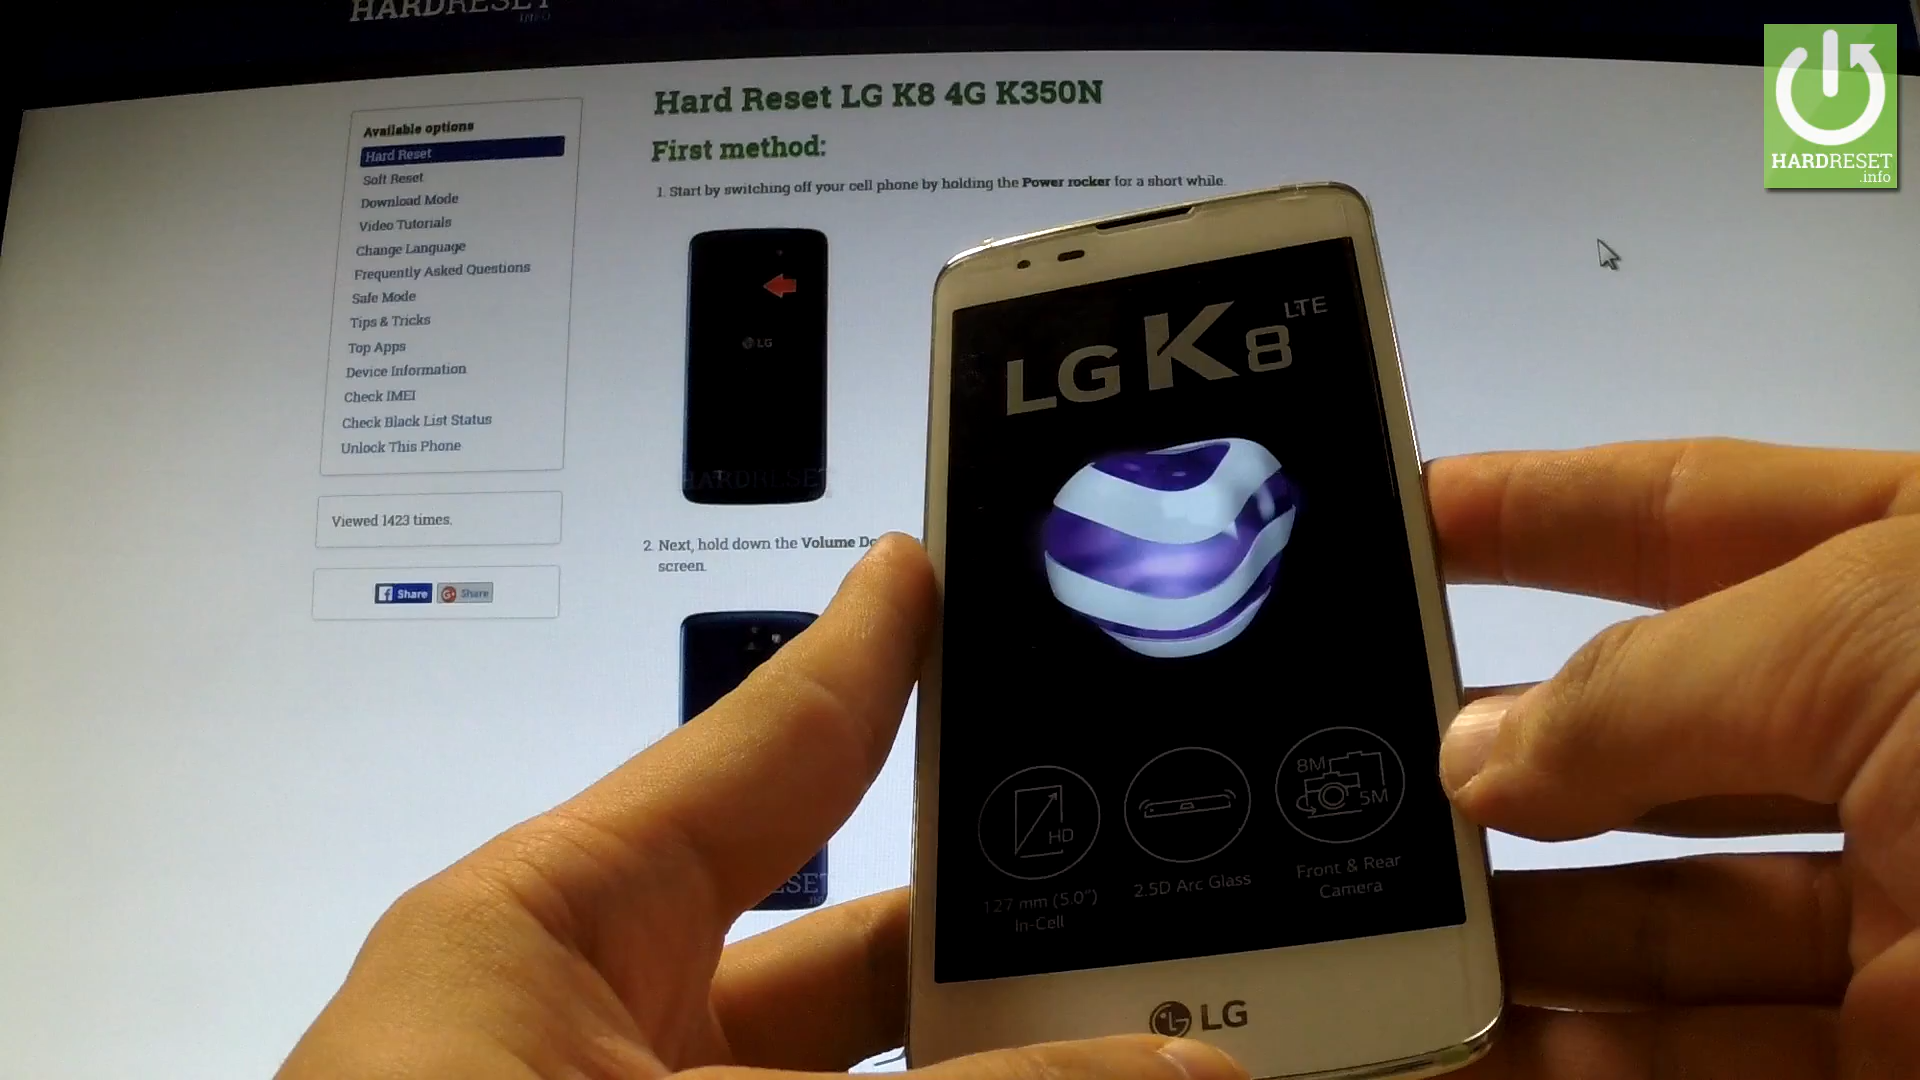 HARDRESET
.INFO
Available options
Hard Reset
Soft Reset
Download Mode
Video Tutorials
Change Language
Frequently Asked Questions
Safe Mode
Tips & Tricks
Top Apps
Device Information
Check IMEI
Check Black List Status
Unlock This Phone
Viewed 1423 times.
f Share
G+ Share
Hard Reset LG K8 4G K350N
First method:
1. Start by switching off your cell phone by holding the Power rocker for a short while.
LG
HARDRESET
2. Next, hold down the Volume
screen.
LG K8 LTE
HD
127 mm (5.0")
In-Cell
2.5D Arc Glass
8M
5M
Front & Rear
Camera
LG
HARDRESET
.info